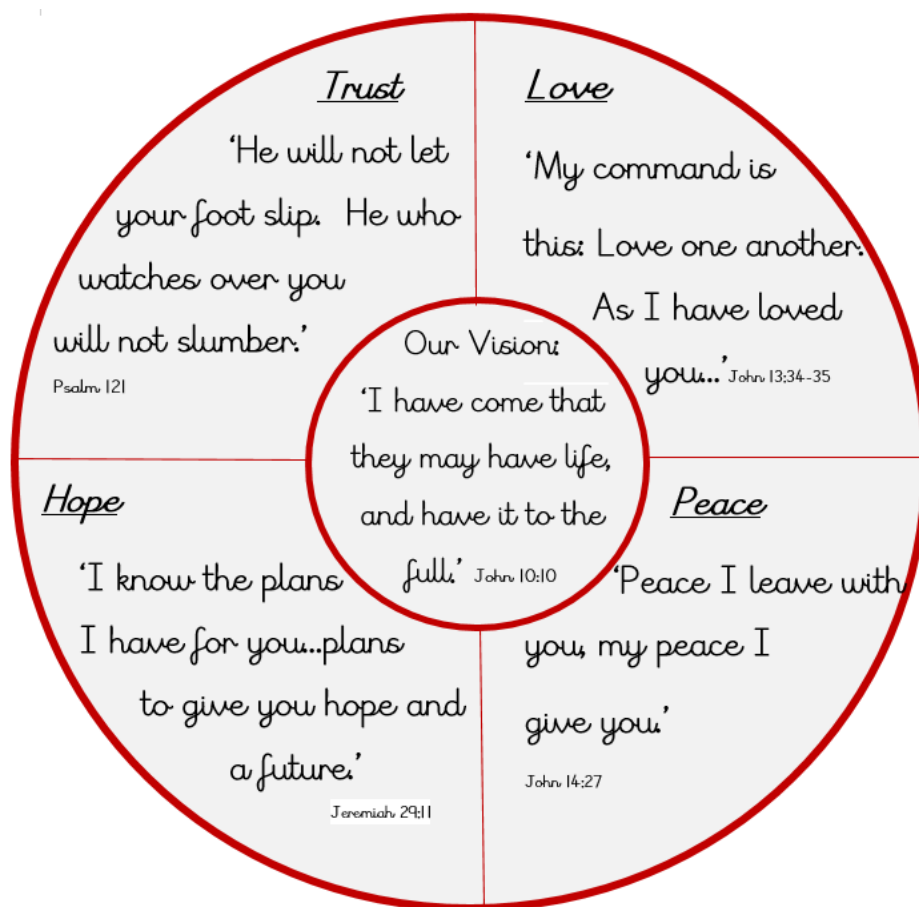 Trust
‘He will not let
your foot slip. He who
watches over you
will not slumber.’
Psalm 121
Love
‘My command is
this: Love one another.
As I have loved
you...’ John 13:34-35
Our Vision:
‘I have come that
they may have life,
and have it to the
full.’ John 10:10
Hope
‘I know the plans
I have for you...plans
to give you hope and
a future.’
Jeremiah 29:11
Peace
‘Peace I leave with
you, my peace I
give you.’
John 14:27